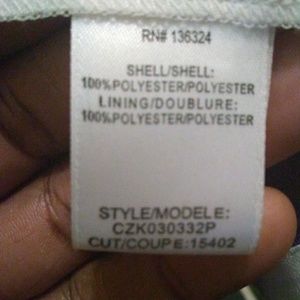 RN# 136324
SHELL/SHELL:
100%POLYESTER/POLYESTER
LINING/DOUBLURE:
100%POLYESTER/POLYESTER
STYLE/MODELE:
CZK030332P
CUT/COUPE:15402